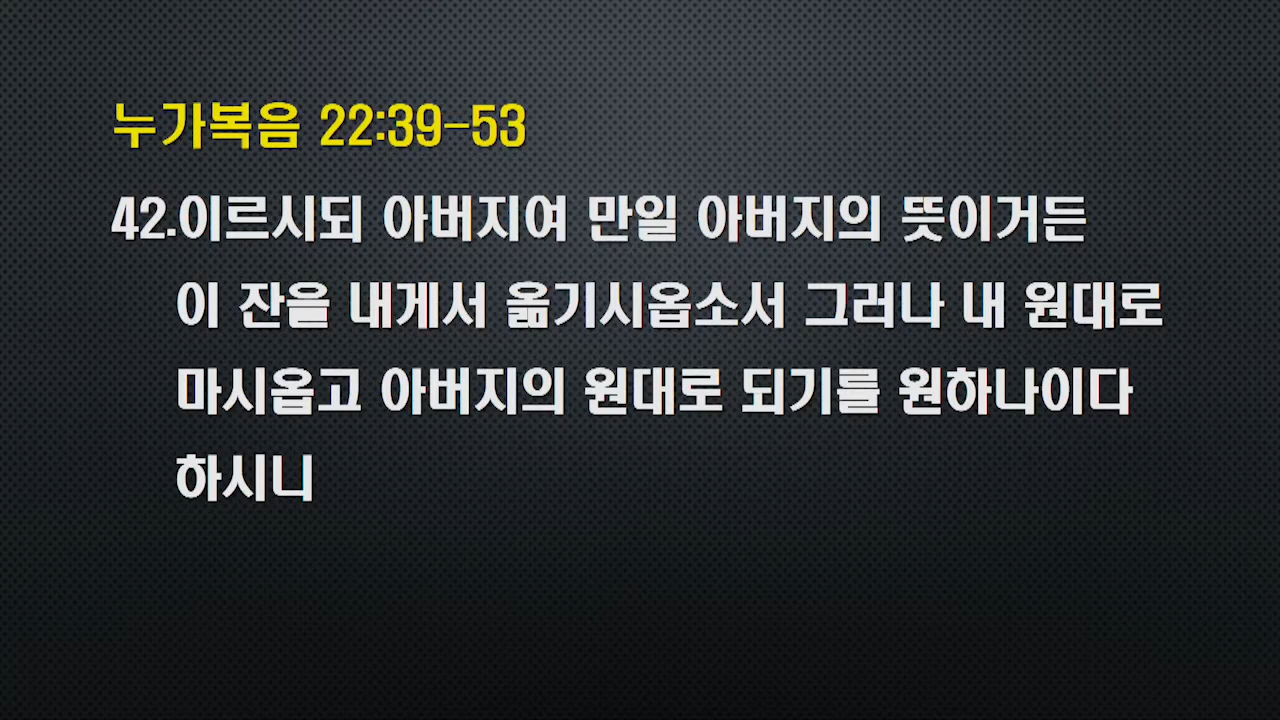 누가복음 22:39-53
42.이르시되 아버지여 만일 아버지의 뜻이거든
이 잔을 내게서 옮기시옵소서 그러나 내 원대로
마시옵고 아버지의 원대로 되기를 원하나이다
하시니